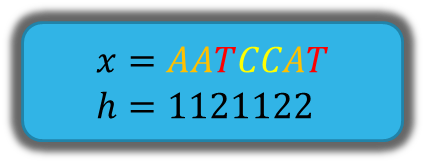 x = AATCCAT
h = 1121122